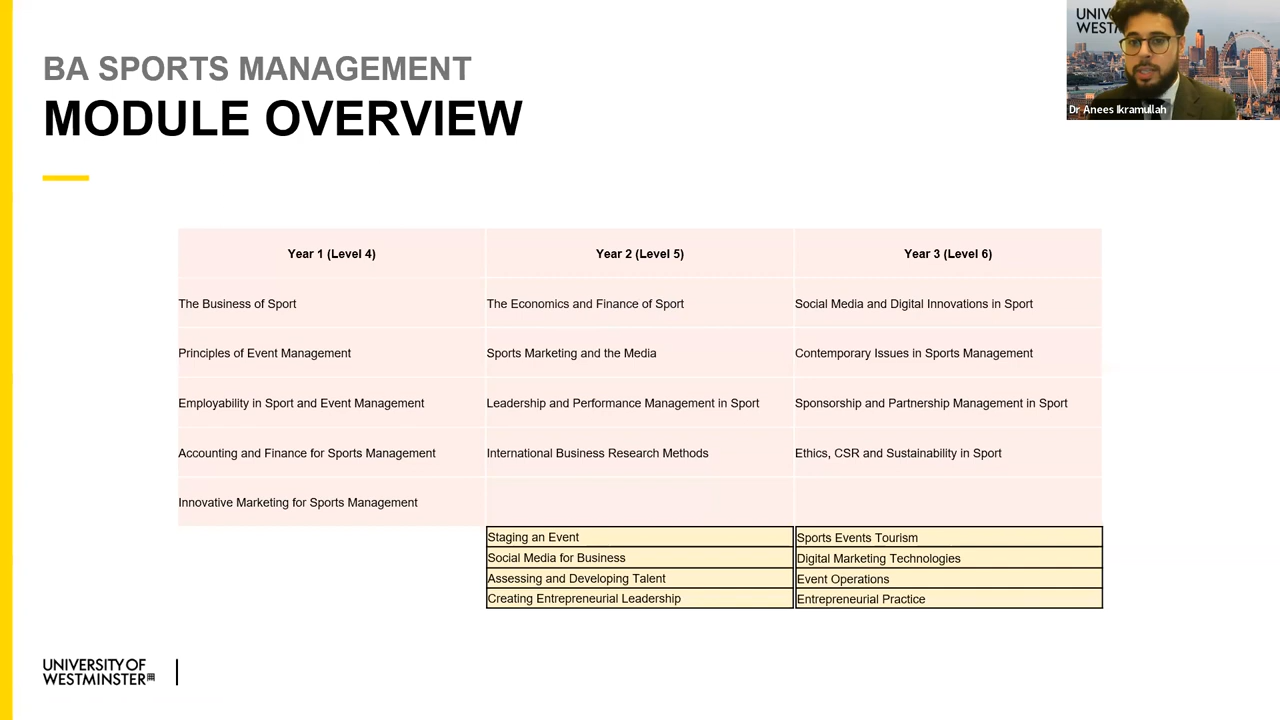 BA SPORTS MANAGEMENT
MODULE OVERVIEW
UNIV
WEST
Dr Anees Ikramullah
Year 1 (Level 4) Year 2 (Level 5) Year 3 (Level 6)
The Business of Sport The Economics and Finance of Sport Social Media and Digital Innovations in Sport
Principles of Event Management Sports Marketing and the Media Contemporary Issues in Sports Management
Employability in Sport and Event Management Leadership and Performance Management in Sport Sponsorship and Partnership Management in Sport
Accounting and Finance for Sports Management International Business Research Methods Ethics, CSR and Sustainability in Sport
Innovative Marketing for Sports Management
Staging an Event Sports Events Tourism
Social Media for Business Digital Marketing Technologies
Assessing and Developing Talent Event Operations
Creating Entrepreneurial Leadership Entrepreneurial Practice
UNIVERSITY OF
WESTMINSTER